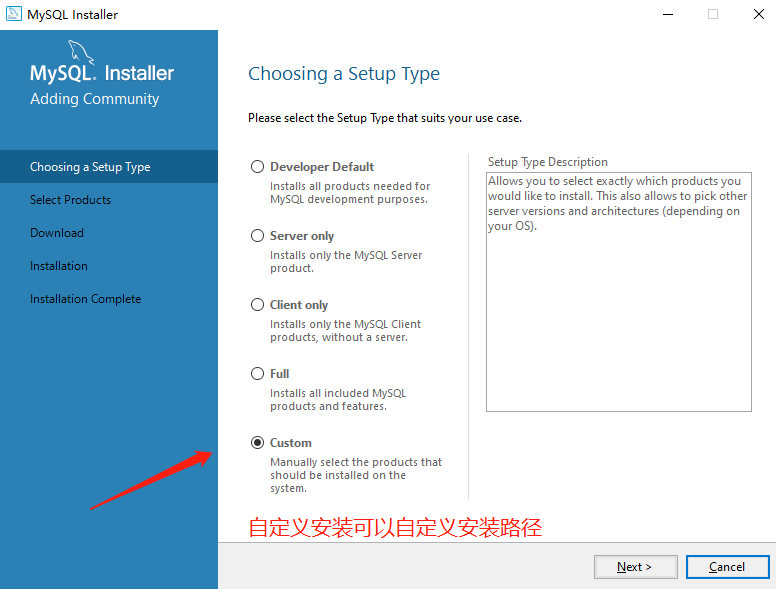 MySQL Installer
MySQL. Installer
Adding Community
Choosing a Setup Type
Select Products
Download
Installation
Installation Complete
Choosing a Setup Type
Please select the Setup Type that suits your use case.
Developer Default
Installs all products needed for
MySQL development purposes.
Server only
Installs only the MySQL Server
product.
Client only
Installs only the MySQL Client
products, without a server.
Full
Installs all included MySQL
products and features.
Custom
Manually select the products that
should be installed on the
system.
Setup Type Description
Allows you to select exactly which products you
would like to install. This also allows to pick other
server versions and architectures (depending on
your OS).
自定义安装可以自定义安装路径
Next >
Cancel